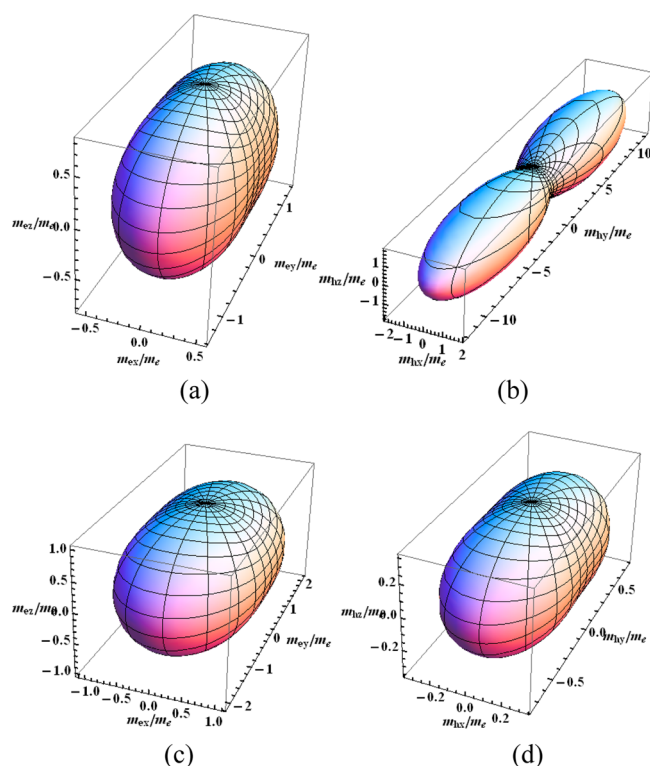 0.5
m_ez/m_e 0.0
−0.5
−0.5 0.0 0.5
m_ex/m_e
−1 0 1
m_ey/m_e
(a)
1
m_hz/m_e 0
−1
−2 −1 0 1 2
m_hx/m_e
−10 −5 0 5 10
m_hy/m_e
(b)
1.0
0.5
m_ez/m_e 0.0
−0.5
−1.0
−1.0 −0.5 0.0 0.5 1.0
m_ex/m_e
−2 −1 0 1 2
m_ey/m_e
(c)
0.2
m_hz/m_e 0.0
−0.2
−0.2 0.0 0.2
m_hx/m_e
−0.5 0.0 0.5
m_hy/m_e
(d)